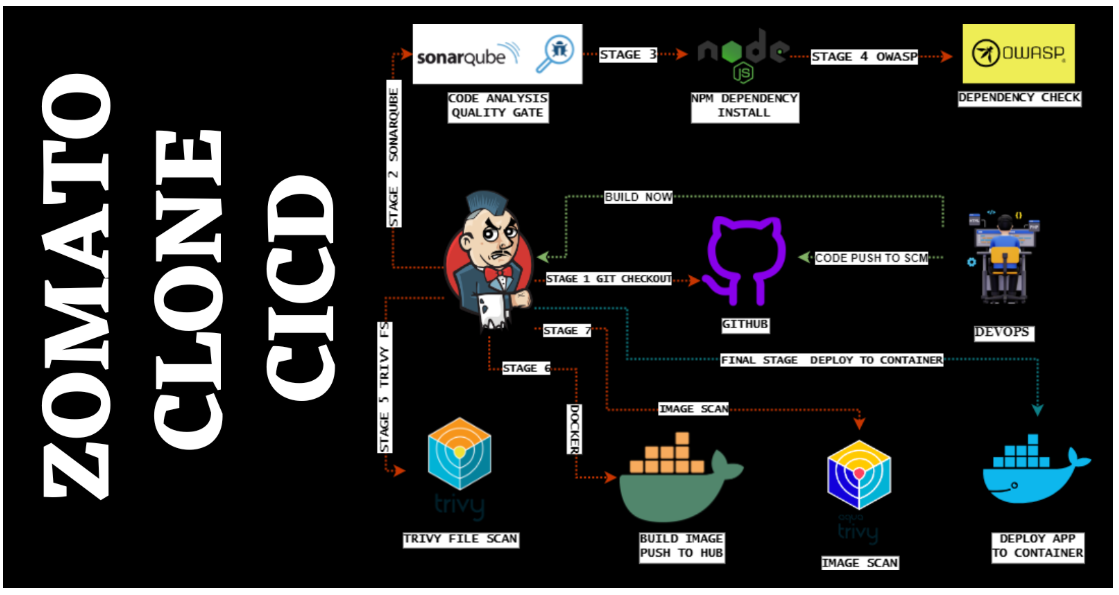 ZOMATO
CLONE
CICD
sonarqube
STAGE 3
node
JS
STAGE 4 OWASP
OWASP
CODE ANALYSIS
QUALITY GATE
NPM DEPENDENCY
INSTALL
DEPENDENCY CHECK
STAGE 2 SONARQUBE
BUILD NOW
CODE PUSH TO SCM
STAGE 1 GIT CHECKOUT
GITHUB
DEVOPS
STAGE 7
FINAL STAGE DEPLOY TO CONTAINER
STAGE 6
STAGE 5 TRIVY FS
DOCKER
IMAGE SCAN
trivy
aqua
trivy
TRIVY FILE SCAN
BUILD IMAGE
PUSH TO HUB
IMAGE SCAN
DEPLOY APP
TO CONTAINER